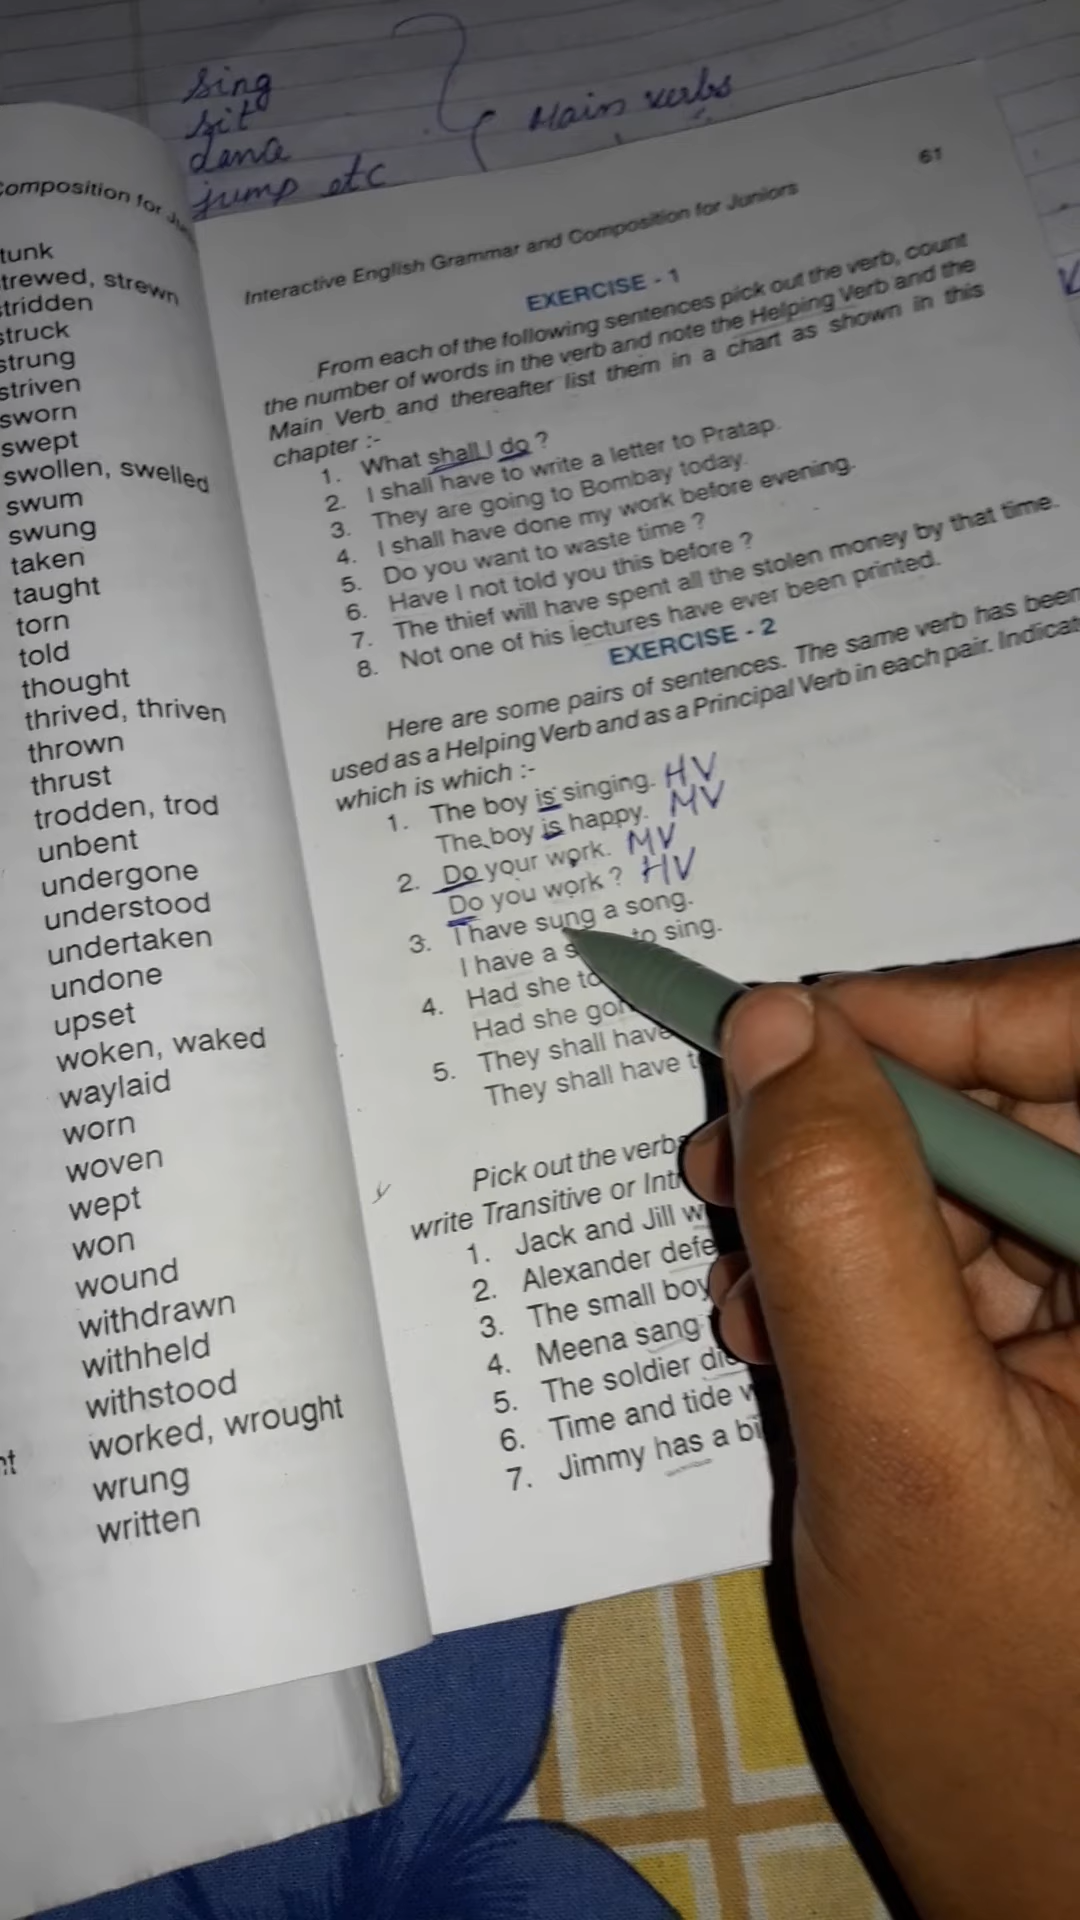 sing
sit
dance
jump etc
Main verbs
Composition for
tunk
trewed, strewn
tridden
struck
strung
striven
sworn
swept
swollen, swelled
swum
swung
taken
taught
torn
told
thought
thrived, thriven
thrown
thrust
trodden, trod
unbent
undergone
understood
undertaken
undone
upset
woken, waked
waylaid
worn
woven
wept
won
wound
withdrawn
withheld
withstood
worked, wrought
wrung
written
61
Interactive English Grammar and Composition for Juniors
EXERCISE - 1
From each of the following sentences pick out the verb, count
the number of words in the verb and note the Helping Verb and the
Main Verb and thereafter list them in a chart as shown in this
chapter :-
1. What shall I do ?
2. I shall have to write a letter to Pratap.
3. They are going to Bombay today.
4. I shall have done my work before evening.
5. Do you want to waste time ?
6. Have I not told you this before ?
7. The thief will have spent all the stolen money by that time.
8. Not one of his lectures have ever been printed.
EXERCISE - 2
Here are some pairs of sentences. The same verb has been
used as a Helping Verb and as a Principal Verb in each pair. Indicat
which is which :-
1. The boy is singing. HV
The boy is happy. MV
2. Do your work. MV
Do you work ? HV
3. I have sung a song.
I have a s to sing.
4. Had she to
Had she gon
5. They shall have
They shall have t
Pick out the verbs
write Transitive or Intr
1. Jack and Jill w
2. Alexander defe
3. The small boy
4. Meena sang
5. The soldier die
6. Time and tide w
7. Jimmy has a bi